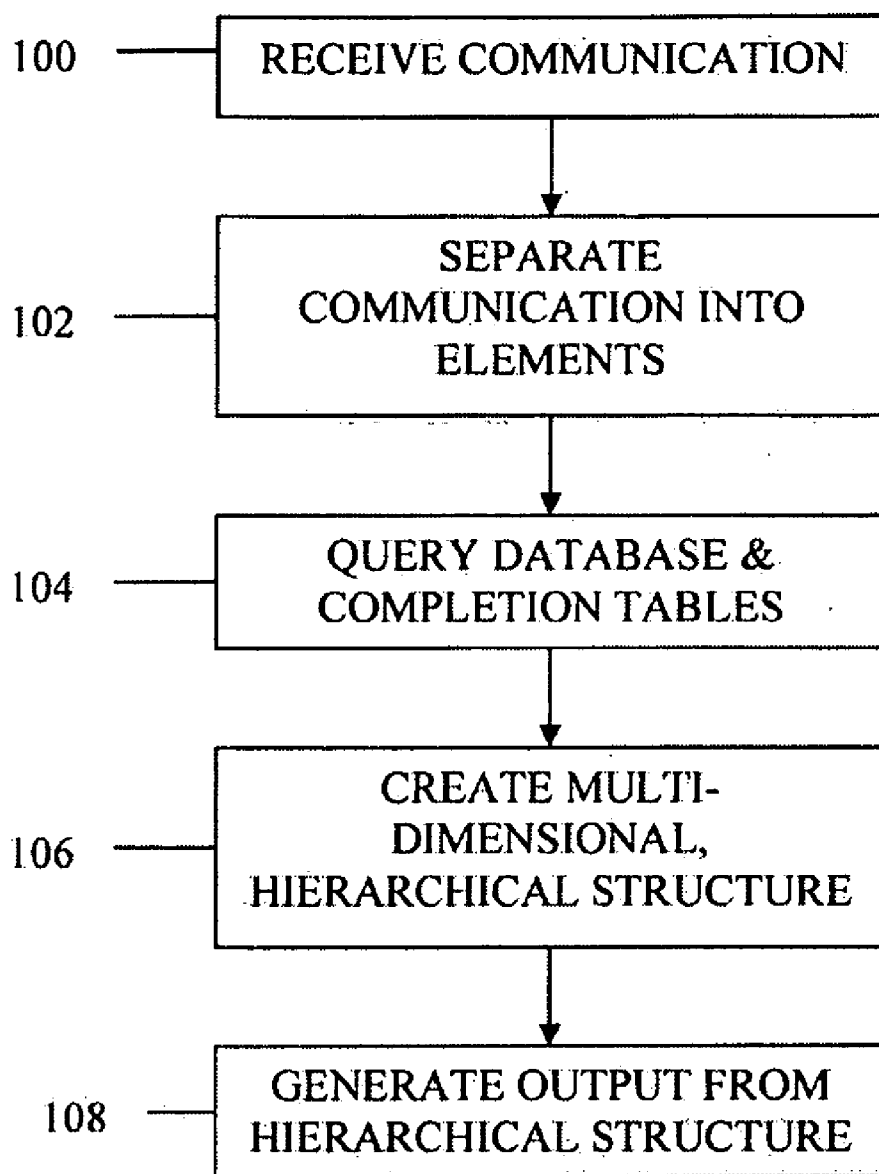 100
RECEIVE COMMUNICATION
102
SEPARATE
COMMUNICATION INTO
ELEMENTS
104
QUERY DATABASE &
COMPLETION TABLES
106
CREATE MULTI-
DIMENSIONAL,
HIERARCHICAL STRUCTURE
108
GENERATE OUTPUT FROM
HIERARCHICAL STRUCTURE